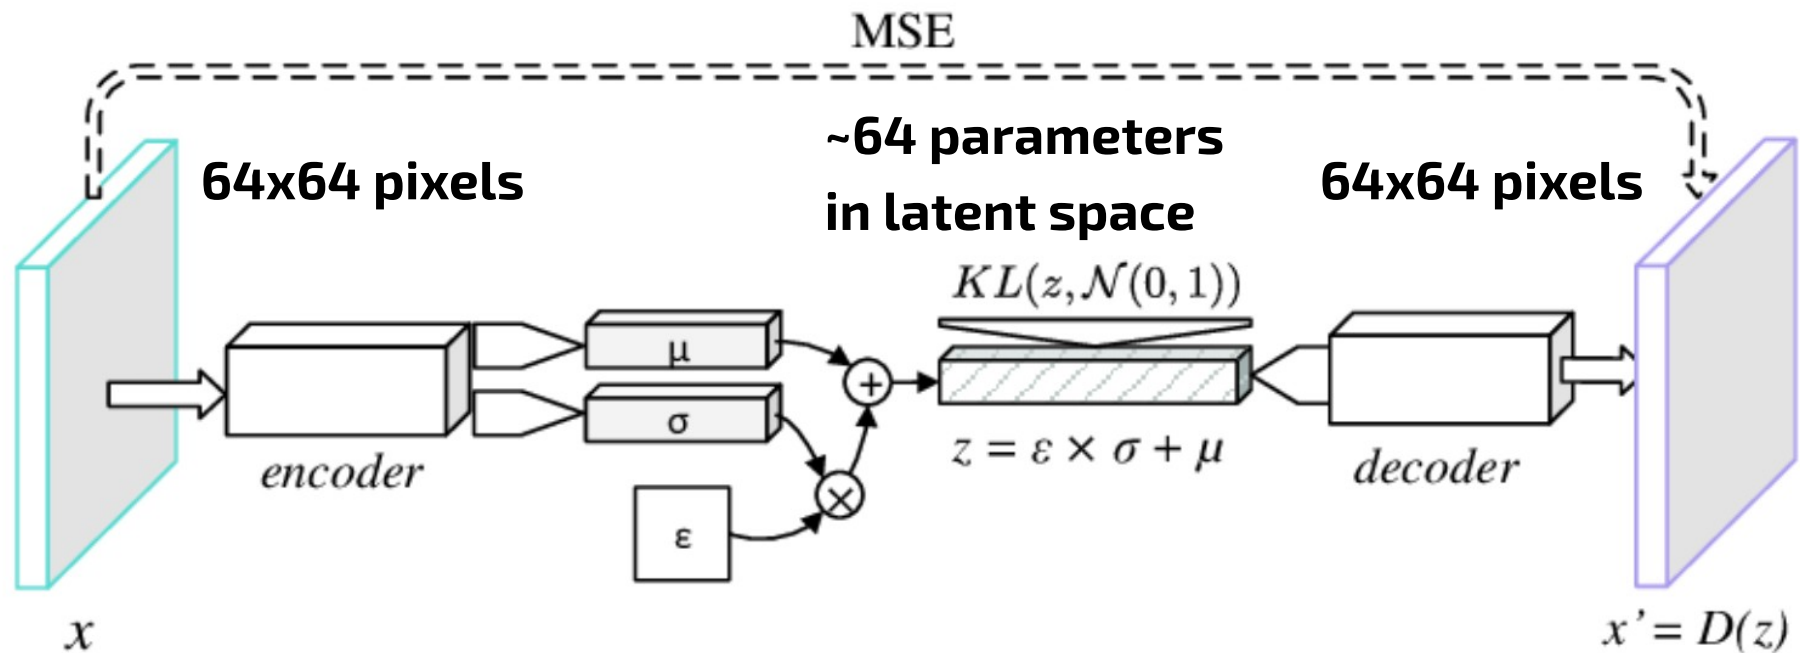 MSE
64x64 pixels
~64 parameters
in latent space
64x64 pixels
KL(z, 𝒩(0, 1))
μ
+
σ
z = ε × σ + μ
encoder
decoder
×
ε
x
x’ = D(z)